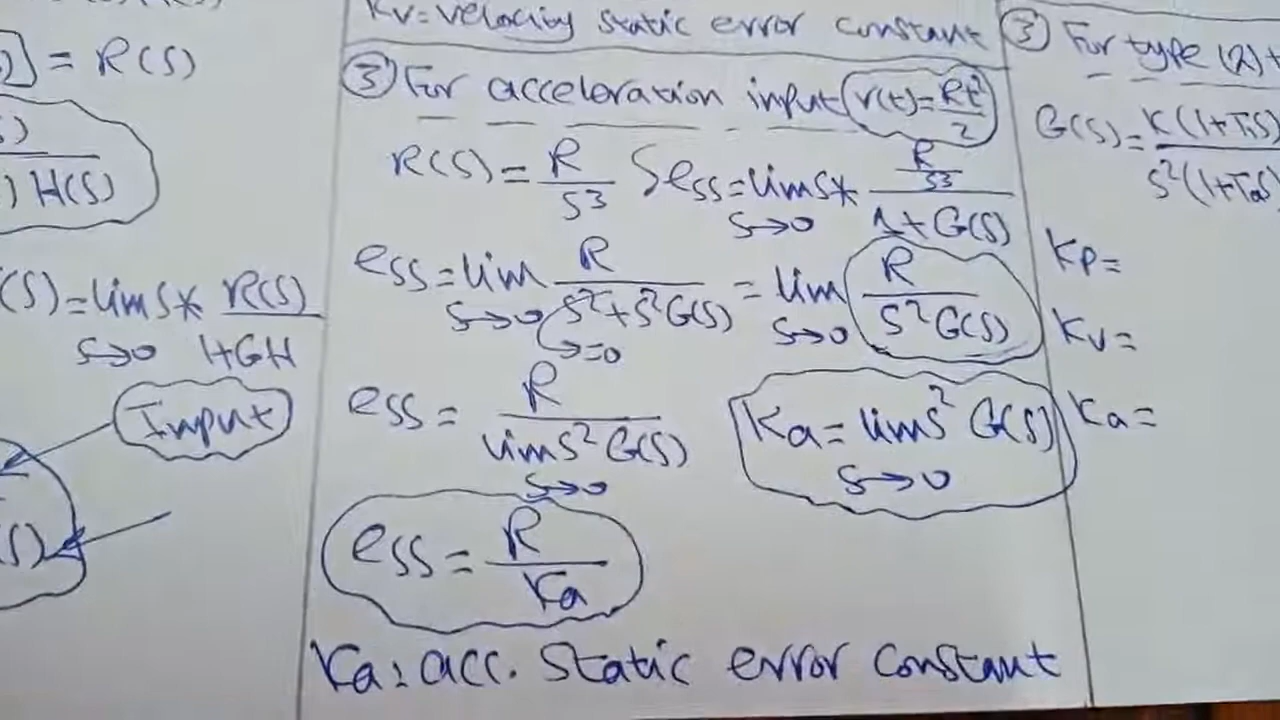 = R(S)
S)
) H(S)
(S)=lim S* R(S)
S→0 1+GH
Input
S)
Kv=velocity static error constant
③ For acceleration input r(t)=Rt²/2
R(S)=R/S³ ess=lim S* R/S³ / 1+G(S)
S→0
ess=lim R/S²+S²G(S) = lim R/S²G(S)
S→0 S→0
→=0
ess= R/lim S²G(S)
S→0
Ka=lim S² G(S)
S→0
ess= R/Ka
Ka: acc. static error constant
③ For type (2)
G(S)=K(1+T1S)/S²(1+TaS)
Kp=
Kv=
Ka=